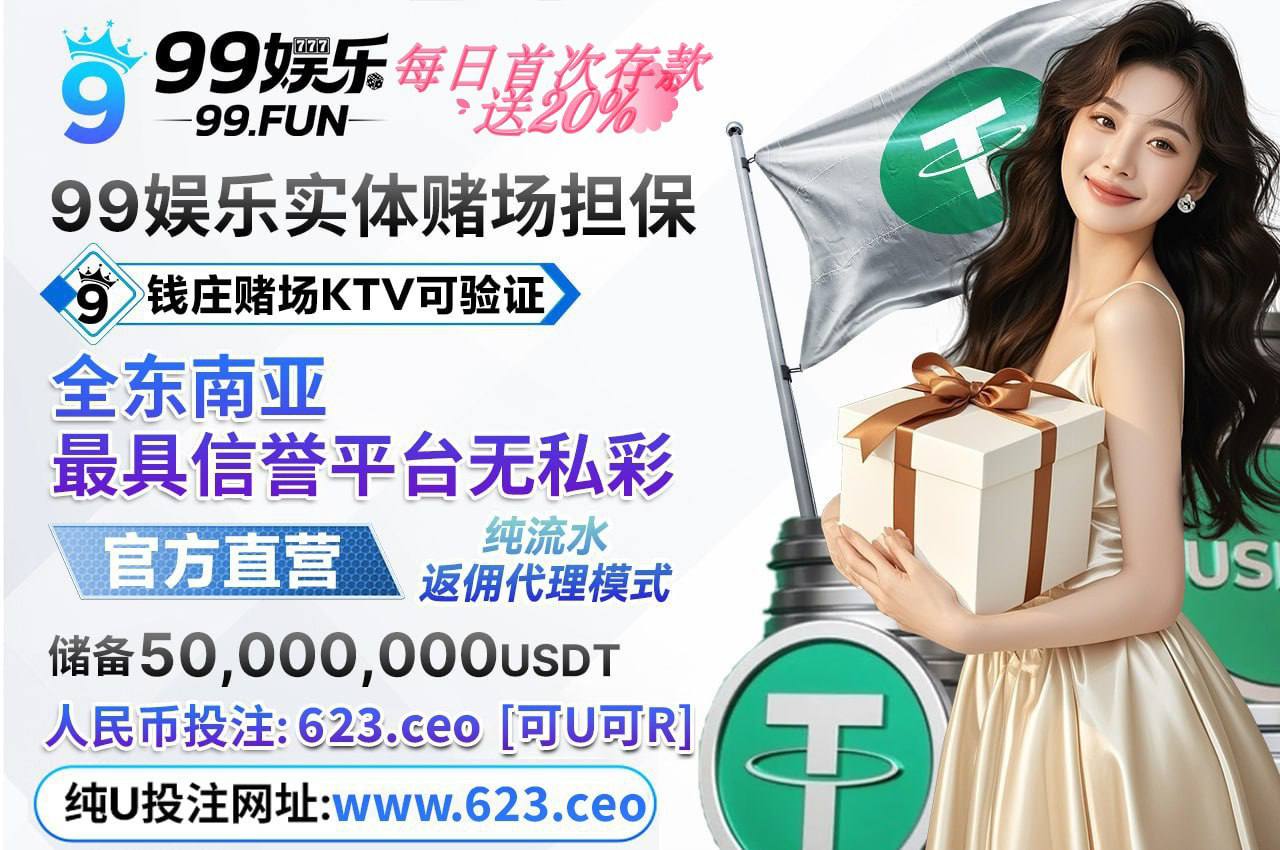 9
99娱乐
777
99.FUN
每日首次存款
送20%
99娱乐实体赌场担保
9
钱庄赌场KTV可验证
全东南亚
最具信誉平台无私彩
官方直营
纯流水
返佣代理模式
储备50,000,000USDT
人民币投注: 623.ceo [可U可R]
纯U投注网址:www.623.ceo